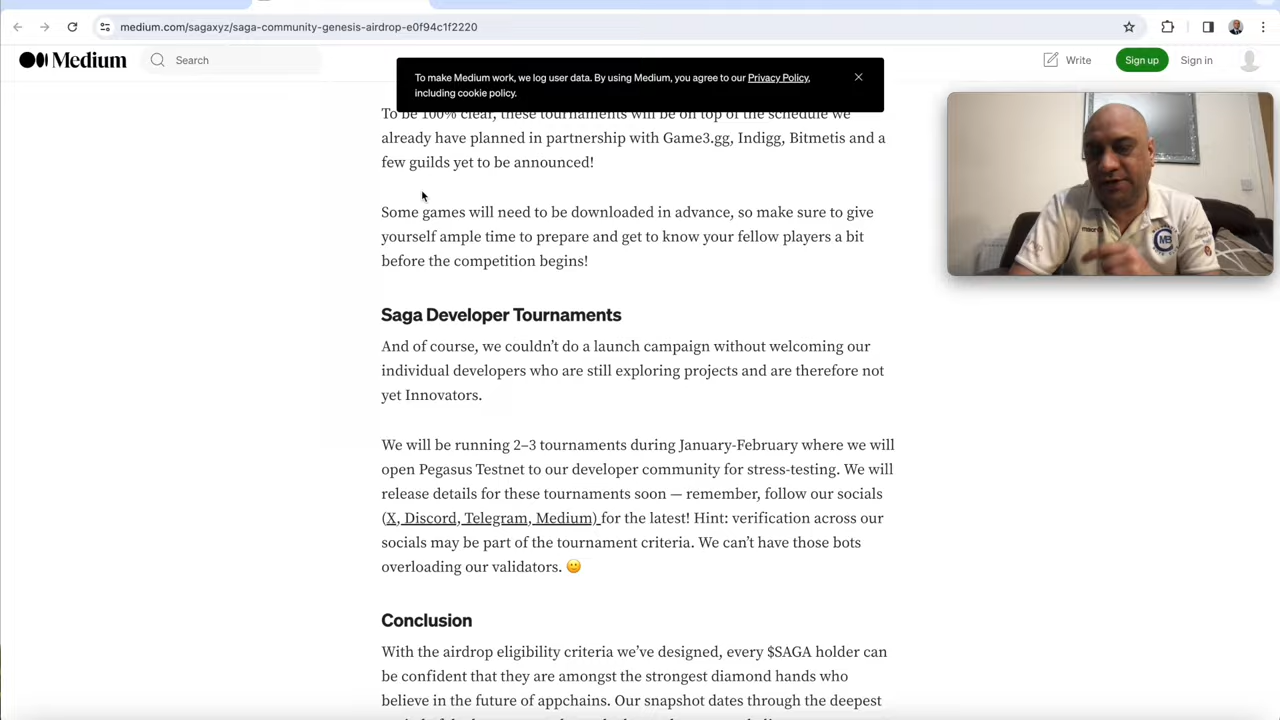 medium.com/sagaxyz/saga-community-genesis-airdrop-e0f94c1f2220
Medium
Search
Write
Sign up
Sign in
To make Medium work, we log user data. By using Medium, you agree to our Privacy Policy,
including cookie policy.
To be 100% clear, these tournaments will be on top of the schedule we
already have planned in partnership with Game3.gg, Indigg, Bitmetis and a
few guilds yet to be announced!
Some games will need to be downloaded in advance, so make sure to give
yourself ample time to prepare and get to know your fellow players a bit
before the competition begins!
Saga Developer Tournaments
And of course, we couldn’t do a launch campaign without welcoming our
individual developers who are still exploring projects and are therefore not
yet Innovators.
We will be running 2–3 tournaments during January-February where we will
open Pegasus Testnet to our developer community for stress-testing. We will
release details for these tournaments soon — remember, follow our socials
(X, Discord, Telegram, Medium) for the latest! Hint: verification across our
socials may be part of the tournament criteria. We can’t have those bots
overloading our validators. 🙂
Conclusion
With the airdrop eligibility criteria we’ve designed, every $SAGA holder can
be confident that they are amongst the strongest diamond hands who
believe in the future of appchains. Our snapshot dates through the deepest